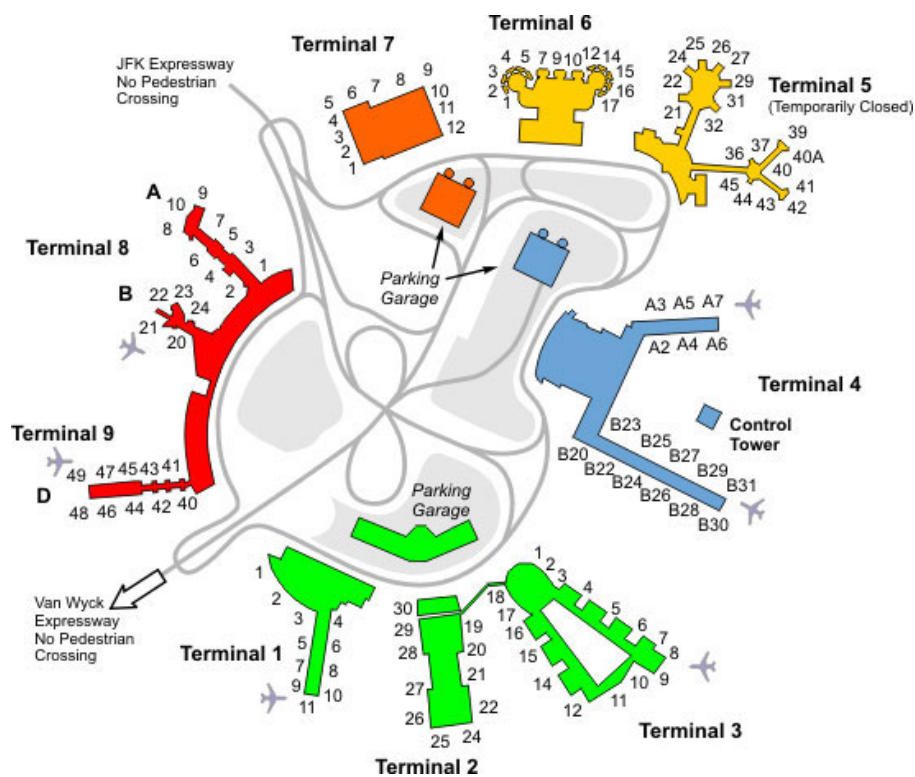 Terminal 6
Terminal 7
JFK Expressway
No Pedestrian
Crossing
5 6 7 8 9
4 10
3 11
2 12
1
4 5 7 9 10 12 14
3 15
2 16
1 17
25 26
24 27
22 29
21 31
32
Terminal 5
(Temporarily Closed)
39
37
36 40A
40
45 41
44 43 42
A
9
10 7
8 5
3
6
4 1
2
Terminal 8
B
23
22 24
21 20
Parking
Garage
A3 A5 A7
A2 A4 A6
Terminal 4
Control
Tower
B23
B25
B20 B27
B22 B29
B24 B31
B26
B28
B30
Terminal 9
49 47 45 43 41
D
48 46 44 42 40
Parking
Garage
Van Wyck
Expressway
No Pedestrian
Crossing
1
2
3 4
5 6
7 8
9 10
11
Terminal 1
30
29 19
28 20
27 21
26 22
25 24
Terminal 2
1
2
3
4
5
6
7
8
9
10
11
12
14
15
16
17
18
Terminal 3